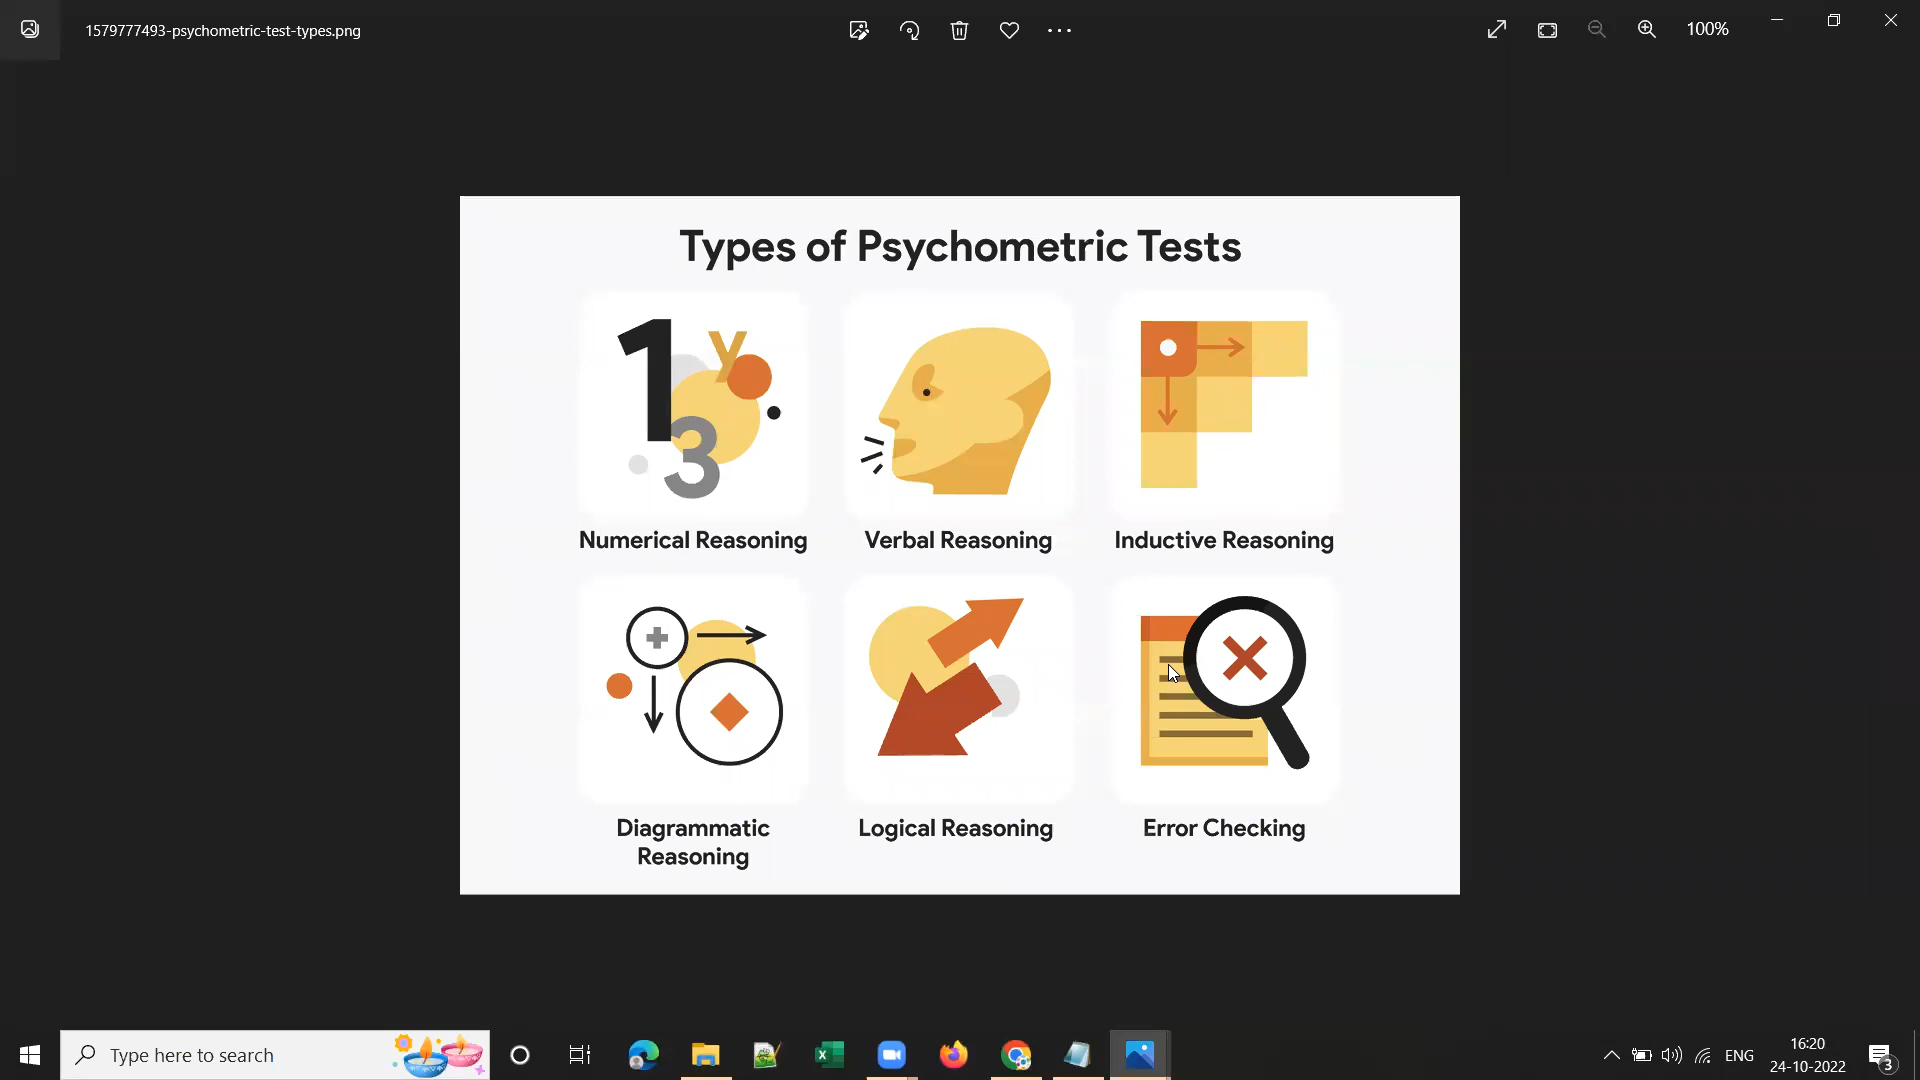 1579777493-psychometric-test-types.png
100%
Types of Psychometric Tests
1
y
3
Numerical Reasoning
Verbal Reasoning
Inductive Reasoning
Diagrammatic
Reasoning
Logical Reasoning
Error Checking
Type here to search
ENG
16:20
24-10-2022
3